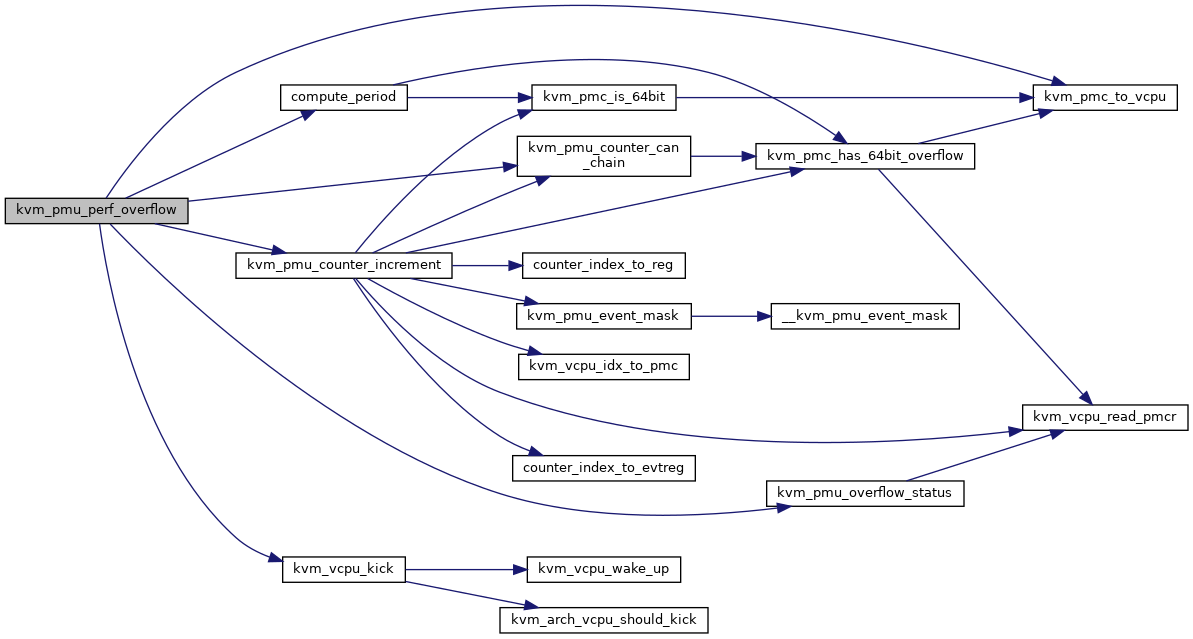 compute_period
kvm_pmc_is_64bit
kvm_pmc_to_vcpu
kvm_pmu_counter_can
_chain
kvm_pmc_has_64bit_overflow
kvm_pmu_perf_overflow
kvm_pmu_counter_increment
counter_index_to_reg
kvm_pmu_event_mask
__kvm_pmu_event_mask
kvm_vcpu_idx_to_pmc
kvm_vcpu_read_pmcr
counter_index_to_evtreg
kvm_pmu_overflow_status
kvm_vcpu_kick
kvm_vcpu_wake_up
kvm_arch_vcpu_should_kick